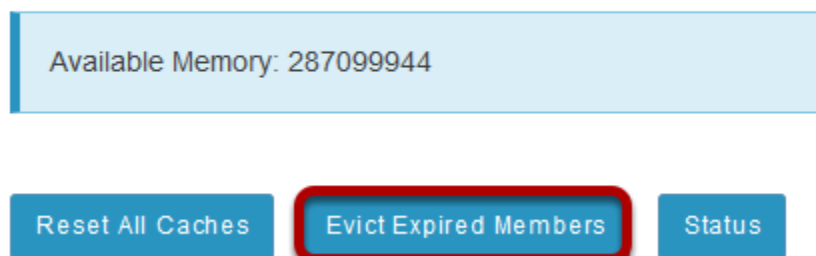 Available Memory: 287099944
Reset All Caches Evict Expired Members Status